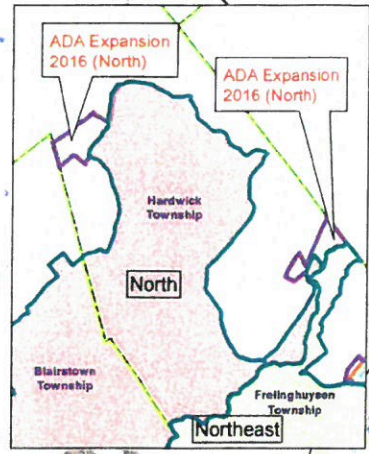 ADA Expansion
2016 (North)
ADA Expansion
2016 (North)
Hardwick
Township
North
Blairstown
Township
Frelinghuysen
Township
Northeast